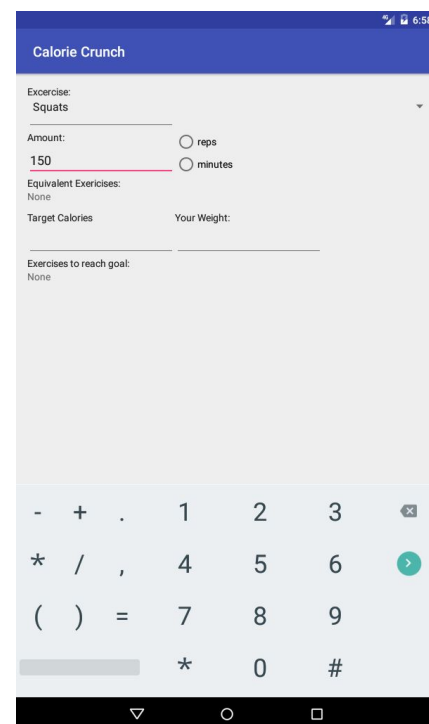 4G 6:58
Calorie Crunch
Excercise:
Squats
Amount:
150
reps
minutes
Equivalent Exericises:
None
Target Calories Your Weight:
Exercises to reach goal:
None
- + . 1 2 3
* / , 4 5 6
( ) = 7 8 9
* 0 #